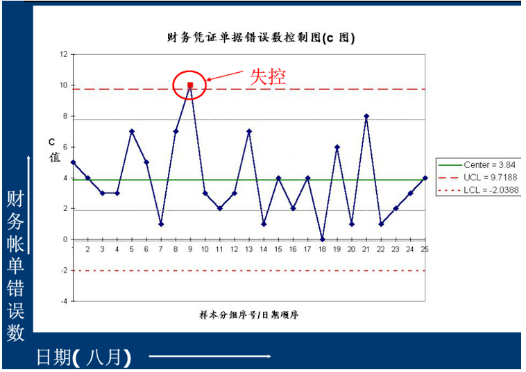 财务凭证单据错误数控制图(c 图)
12
10
8
6
4
2
0
-2
-4
C
值
失控
2 3 4 5 6 7 8 9 10 11 12 13 14 15 16 17 18 19 20 21 22 23 24 25
样本分组序号/日期顺序
Center = 3.84
UCL = 9.7188
LCL = -2.0388
财务帐单错误数
日期(八月)